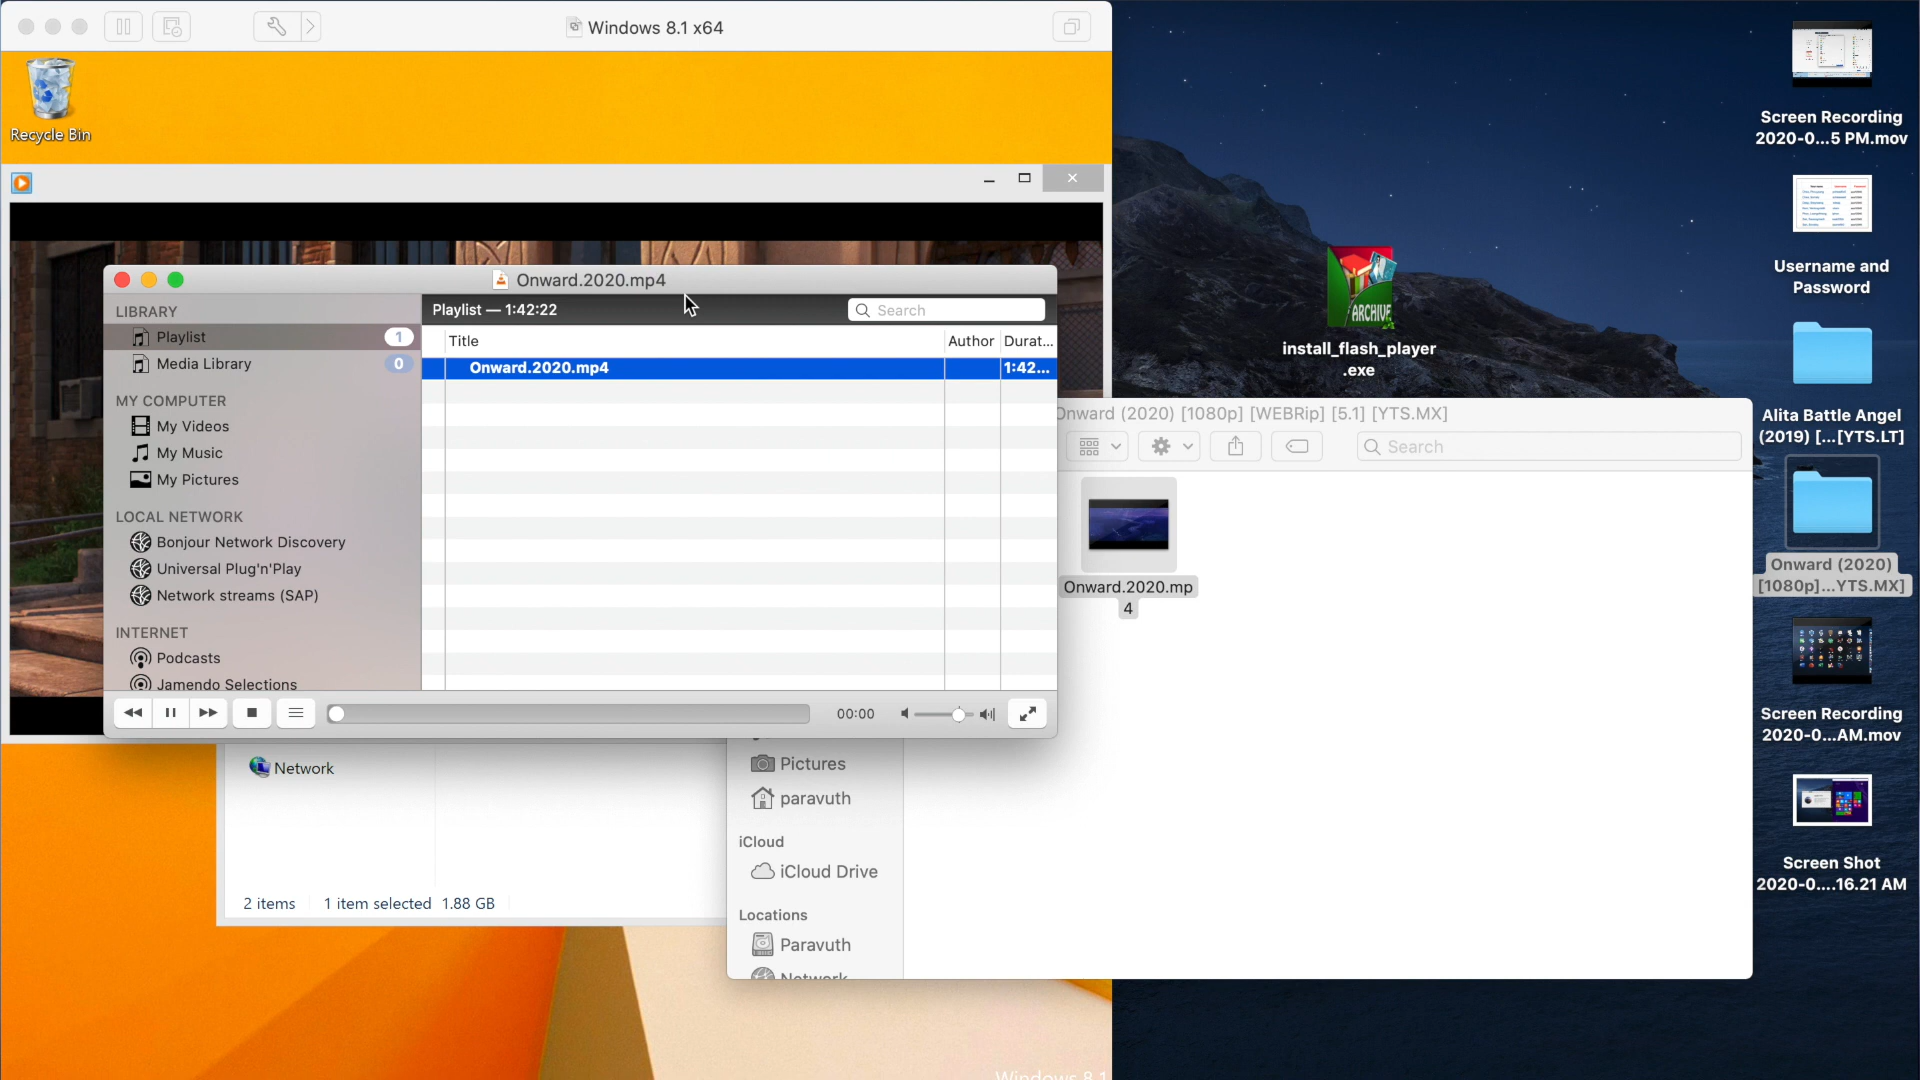 Windows 8.1 x64
Recycle Bin
Onward.2020.mp4
LIBRARY
Playlist
1
Media Library
0
MY COMPUTER
My Videos
My Music
My Pictures
LOCAL NETWORK
Bonjour Network Discovery
Universal Plug'n'Play
Network streams (SAP)
INTERNET
Podcasts
Jamendo Selections
Playlist — 1:42:22
Search
Title
Author
Durat...
Onward.2020.mp4
1:42...
00:00
Network
2 items
1 item selected 1.88 GB
Onward (2020) [1080p] [WEBRip] [5.1] [YTS.MX]
Search
Onward.2020.mp
4
Pictures
paravuth
iCloud
iCloud Drive
Locations
Paravuth
Network
Windows 8.1
ARCHIVE
install_flash_player
.exe
Screen Recording
2020-0...5 PM.mov
Username and
Password
Alita Battle Angel
(2019) [...[YTS.LT]
Onward (2020)
[1080p]...YTS.MX]
Screen Recording
2020-0...AM.mov
Screen Shot
2020-0....16.21 AM